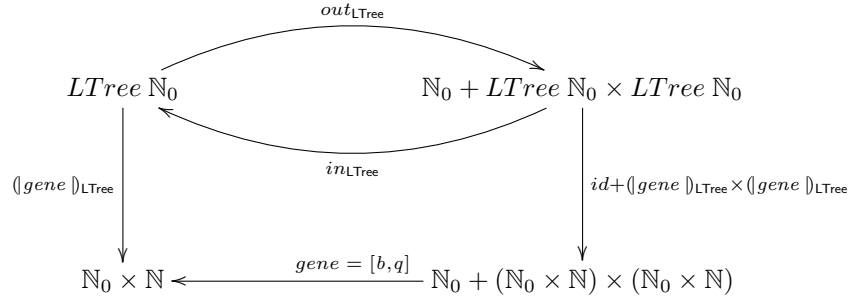 out_LTree
LTree ℕ₀
ℕ₀ + LTree ℕ₀ × LTree ℕ₀
in_LTree
⦇gene⦈_LTree
id+⦇gene⦈_LTree×⦇gene⦈_LTree
ℕ₀ × ℕ
gene = [b,q]
ℕ₀ + (ℕ₀ × ℕ) × (ℕ₀ × ℕ)